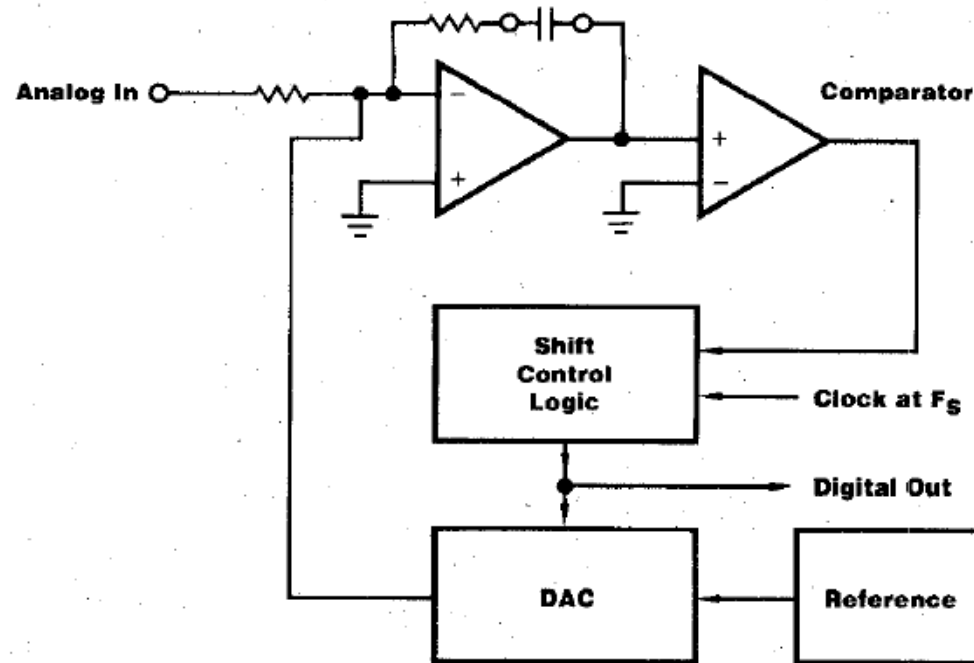 Analog In
−
+
+
−
Comparator
Shift
Control
Logic
Clock at FS
Digital Out
DAC
Reference